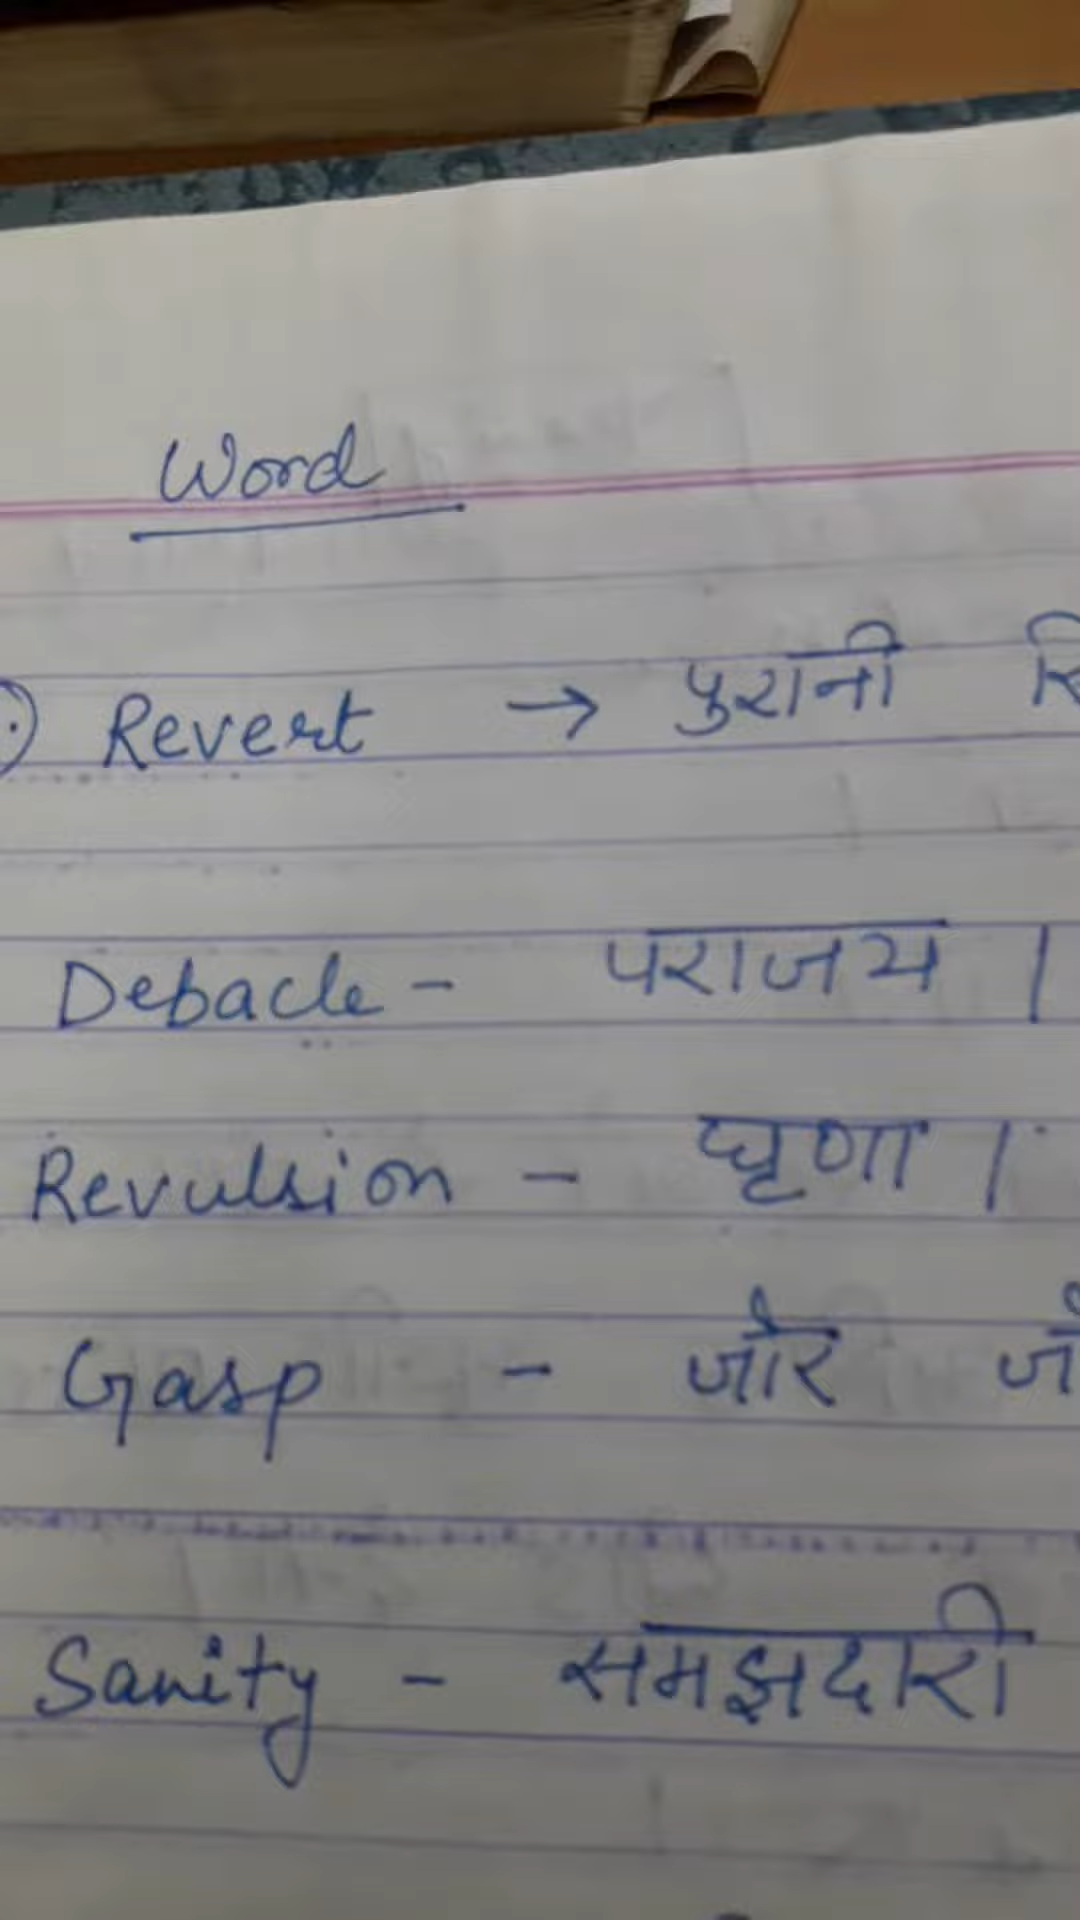 Word
Revert → पुरानी
Debacle - पराजय ।
Revulsion - घृणा ।
Gasp - जोर
Sanity - समझदारी